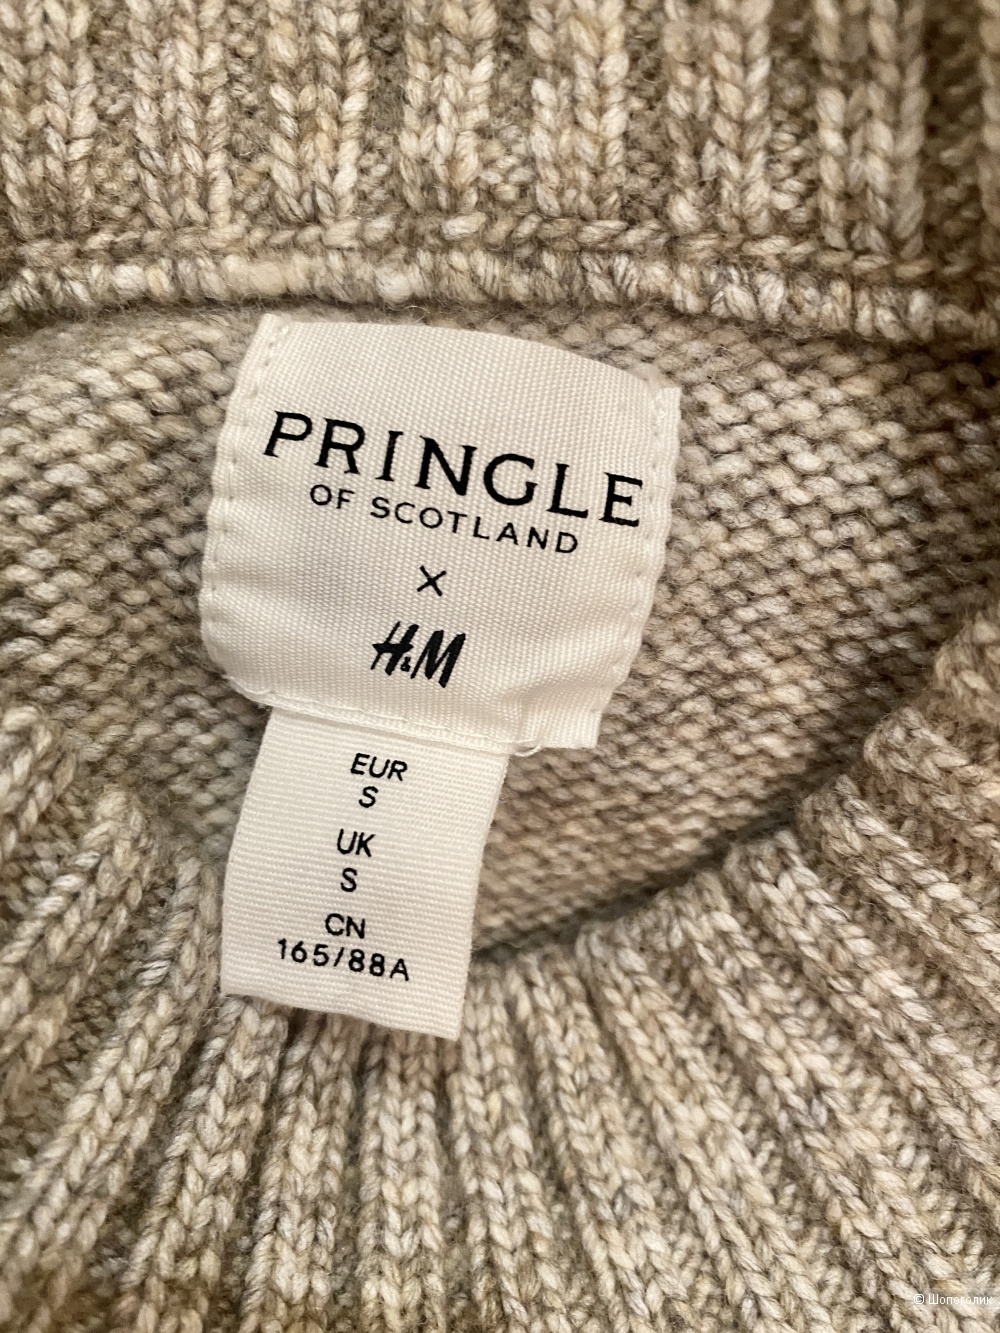 PRINGLE
OF SCOTLAND
X
H&M
EUR
S
UK
S
CN
165/88A
© Шопоголик